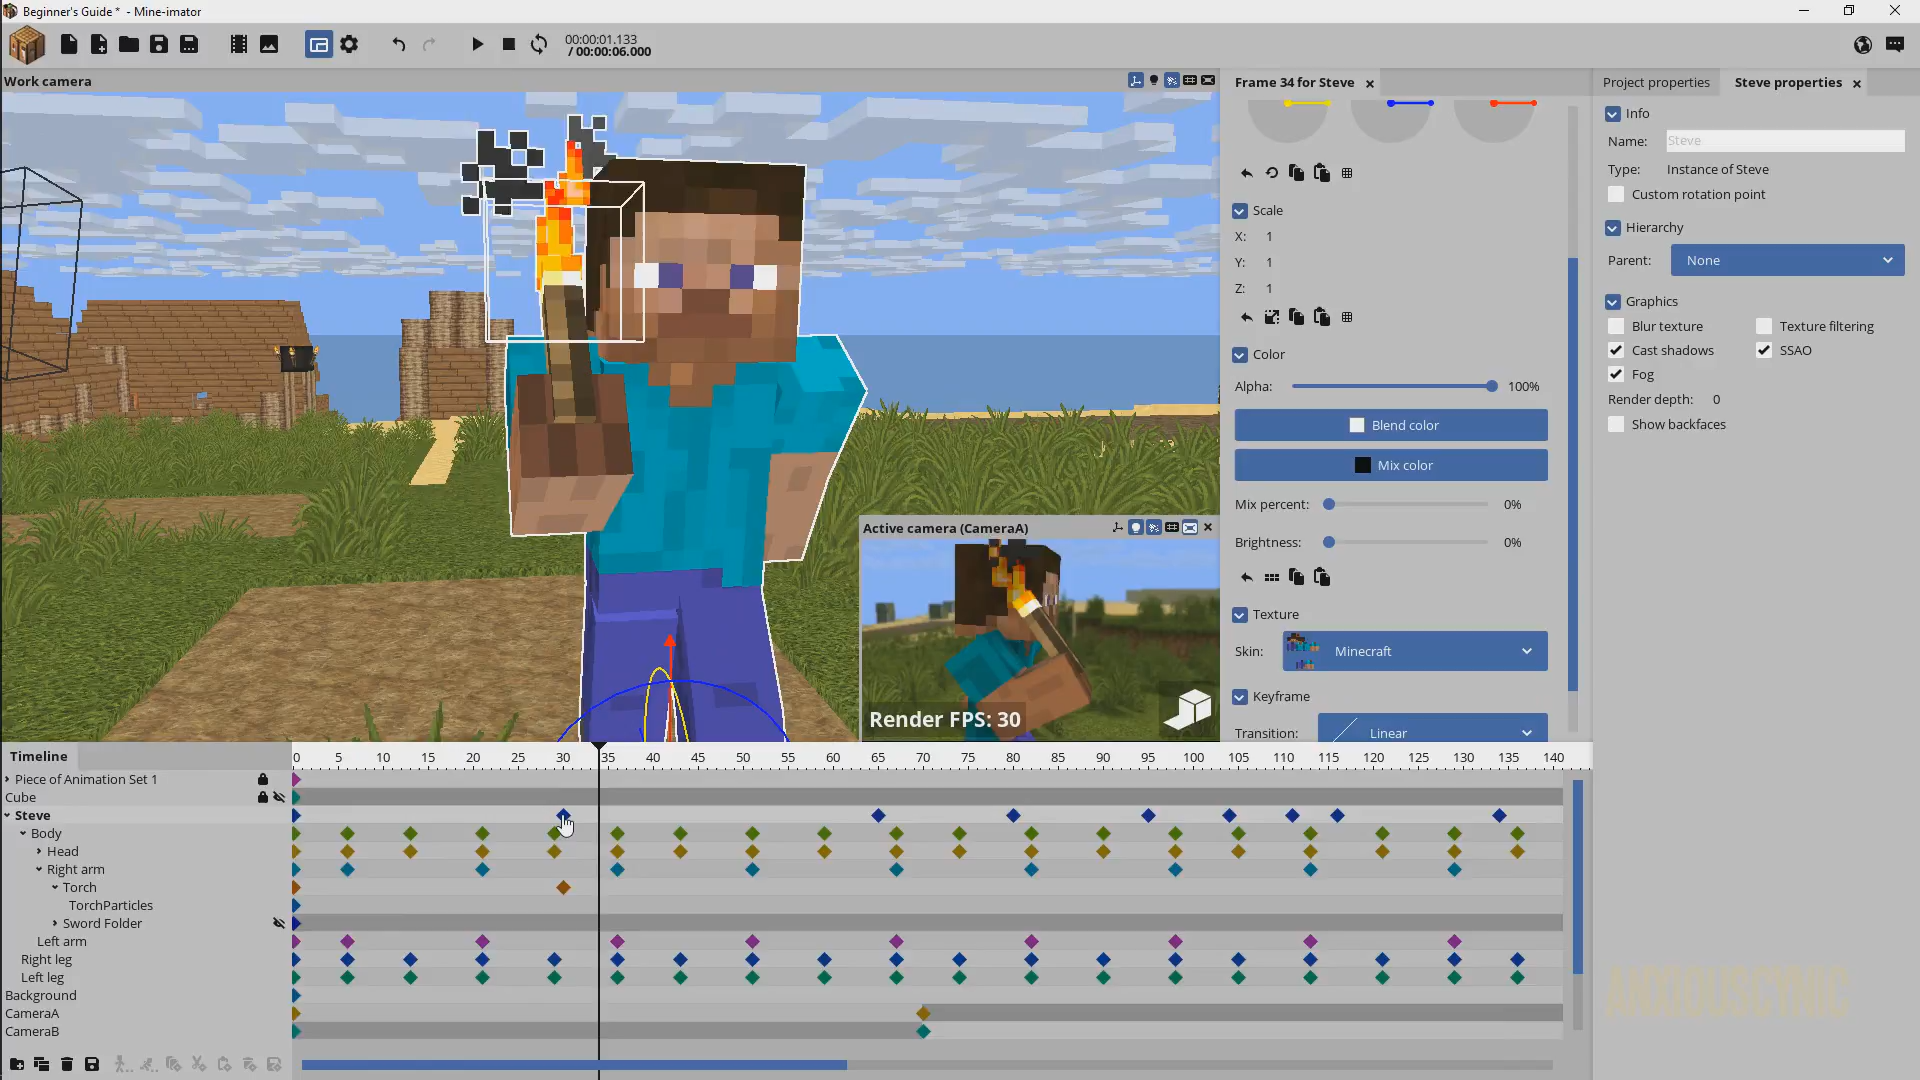 Beginner's Guide * - Mine-imator
00:00:01.133
/ 00:00:06.000
Work camera
Frame 34 for Steve
Project properties
Steve properties
Scale
X: 1
Y: 1
Z: 1
Color
Alpha: 100%
Blend color
Mix color
Mix percent: 0%
Brightness: 0%
Texture
Skin: Minecraft
Keyframe
Transition: Linear
Info
Name: Steve
Type: Instance of Steve
Custom rotation point
Hierarchy
Parent: None
Graphics
Blur texture
Texture filtering
Cast shadows
SSAO
Fog
Render depth: 0
Show backfaces
Active camera (CameraA)
Render FPS: 30
Timeline
0 5 10 15 20 25 30 35 40 45 50 55 60 65 70 75 80 85 90 95 100 105 110 115 120 125 130 135 140
Piece of Animation Set 1
Cube
Steve
Body
Head
Right arm
Torch
TorchParticles
Sword Folder
Left arm
Right leg
Left leg
Background
CameraA
CameraB